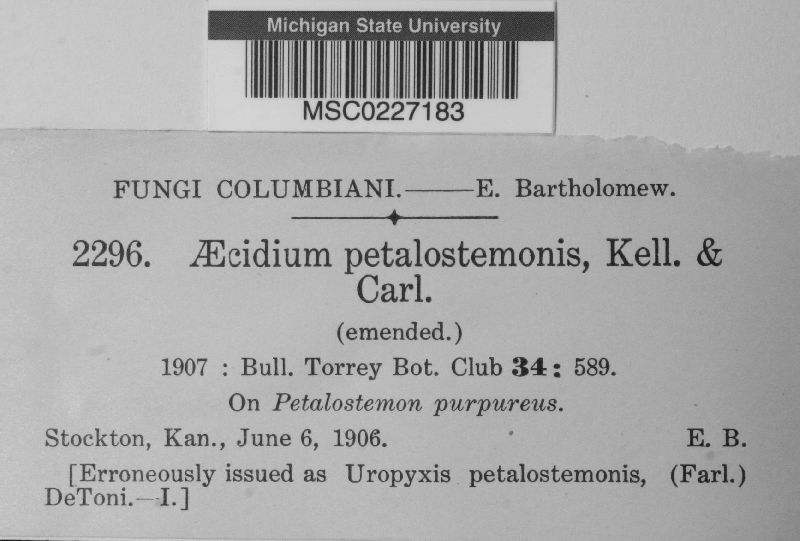 Michigan State University
MSC0227183
FUNGI COLUMBIANI.——E. Bartholomew.
2296. Æcidium petalostemonis, Kell. &
Carl.
(emended.)
1907 : Bull. Torrey Bot. Club 34: 589.
On Petalostemon purpureus.
Stockton, Kan., June 6, 1906. E. B.
[Erroneously issued as Uropyxis petalostemonis, (Farl.)
DeToni.—I.]